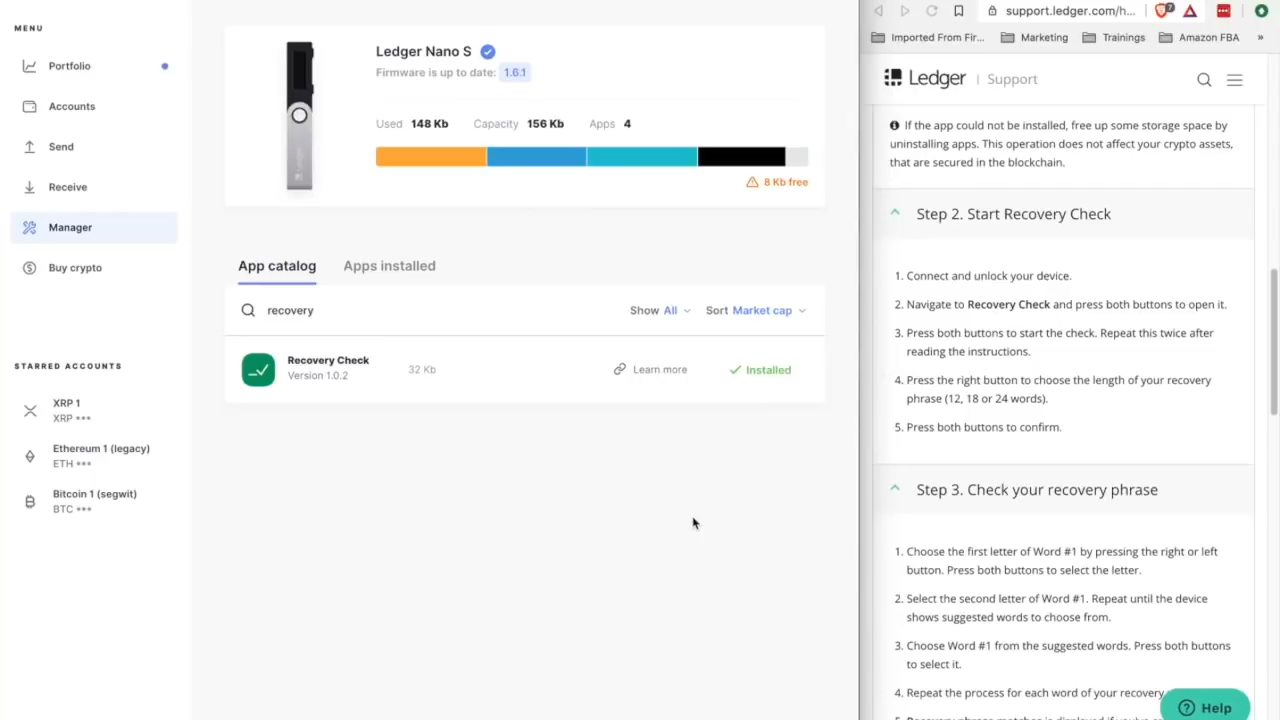 MENU
Portfolio
Accounts
Send
Receive
Manager
Buy crypto
STARRED ACCOUNTS
XRP 1
XRP •••
Ethereum 1 (legacy)
ETH •••
Bitcoin 1 (segwit)
BTC •••
Ledger Nano S
Firmware is up to date: 1.6.1
Used 148 Kb Capacity 156 Kb Apps 4
8 Kb free
App catalog Apps installed
recovery Show All Sort Market cap
Recovery Check
Version 1.0.2
32 Kb
Learn more
Installed
support.ledger.com/h...
7
Imported From Fir... Marketing Trainings Amazon FBA »
Ledger | Support
If the app could not be installed, free up some storage space by
uninstalling apps. This operation does not affect your crypto assets,
that are secured in the blockchain.
Step 2. Start Recovery Check
1. Connect and unlock your device.
2. Navigate to Recovery Check and press both buttons to open it.
3. Press both buttons to start the check. Repeat this twice after
reading the instructions.
4. Press the right button to choose the length of your recovery
phrase (12, 18 or 24 words).
5. Press both buttons to confirm.
Step 3. Check your recovery phrase
1. Choose the first letter of Word #1 by pressing the right or left
button. Press both buttons to select the letter.
2. Select the second letter of Word #1. Repeat until the device
shows suggested words to choose from.
3. Choose Word #1 from the suggested words. Press both buttons
to select it.
4. Repeat the process for each word of your recovery
Help